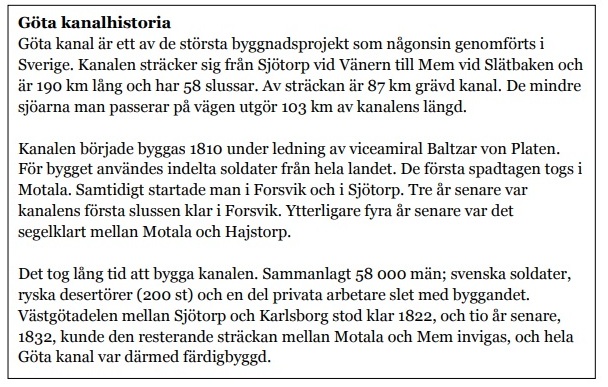 Göta kanalhistoria
Göta kanal är ett av de största byggnadsprojekt som någonsin genomförts i
Sverige. Kanalen sträcker sig från Sjötorp vid Vänern till Mem vid Slätbaken och
är 190 km lång och har 58 slussar. Av sträckan är 87 km grävd kanal. De mindre
sjöarna man passerar på vägen utgör 103 km av kanalens längd.
Kanalen började byggas 1810 under ledning av viceamiral Baltzar von Platen.
För bygget användes indelta soldater från hela landet. De första spadtagen togs i
Motala. Samtidigt startade man i Forsvik och i Sjötorp. Tre år senare var
kanalens första slussen klar i Forsvik. Ytterligare fyra år senare var det
segelklart mellan Motala och Hajstorp.
Det tog lång tid att bygga kanalen. Sammanlagt 58 000 män; svenska soldater,
ryska desertörer (200 st) och en del privata arbetare slet med byggandet.
Västgötadelen mellan Sjötorp och Karlsborg stod klar 1822, och tio år senare,
1832, kunde den resterande sträckan mellan Motala och Mem invigas, och hela
Göta kanal var därmed färdigbyggd.